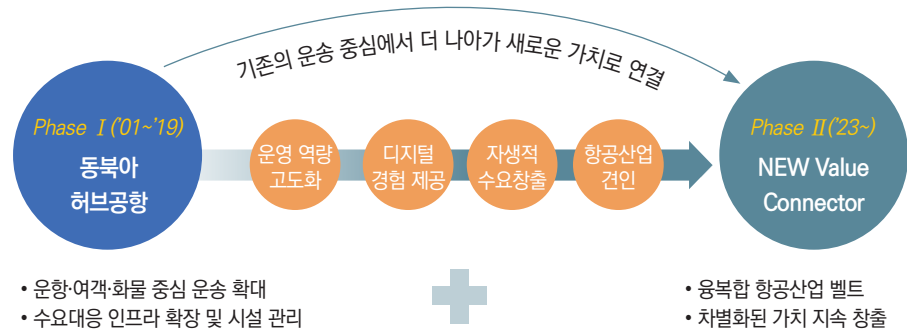 기존의 운송 중심에서 더 나아가 새로운 가치로 연결
Phase Ⅰ('01~'19)
동북아
허브공항
운영 역량
고도화
디지털
경험 제공
자생적
수요창출
항공산업
견인
Phase Ⅱ('23~)
NEW Value
Connector
• 운항·여객·화물 중심 운송 확대
• 수요대응 인프라 확장 및 시설 관리
• 융복합 항공산업 벨트
• 차별화된 가치 지속 창출